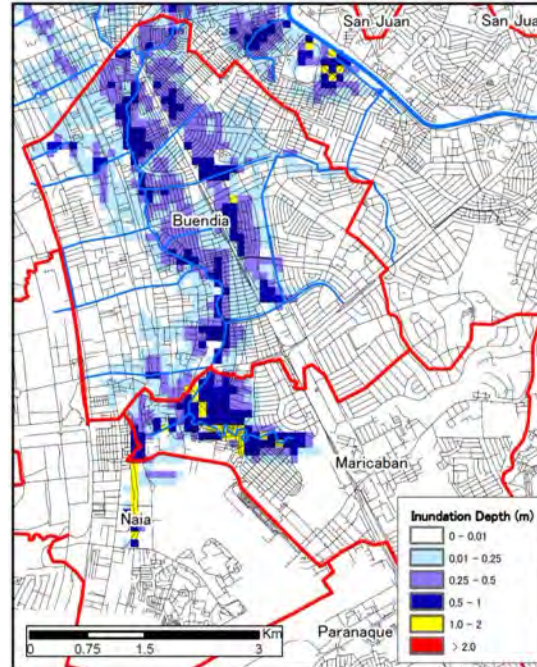 San Juan
San Jua
Buendia
Maricaban
Naia
Paranaque
Inundation Depth (m)
0 - 0.01
0.01 - 0.25
0.25 - 0.5
0.5 - 1
1.0 - 2
> 2.0
Km
0 0.75 1.5 3